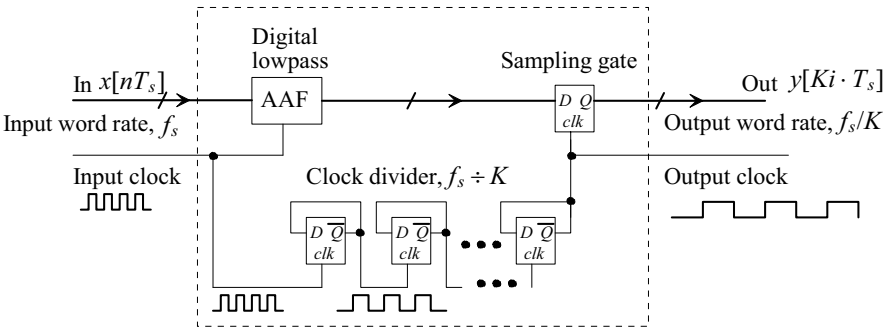 Digital
lowpass
Sampling gate
In x[nT_s]
AAF
D Q
clk
Out y[Ki · T_s]
Input word rate, f_s
Output word rate, f_s/K
Input clock
Clock divider, f_s ÷ K
Output clock
D Q̅
clk
D Q̅
clk
D Q̅
clk